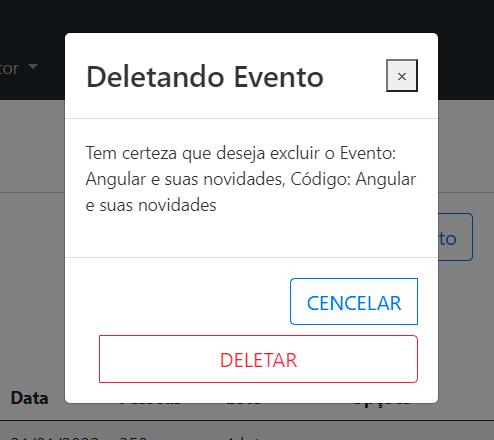 tor
Deletando Evento
×
Tem certeza que deseja excluir o Evento:
Angular e suas novidades, Código: Angular
e suas novidades
to
CENCELAR
DELETAR
Data